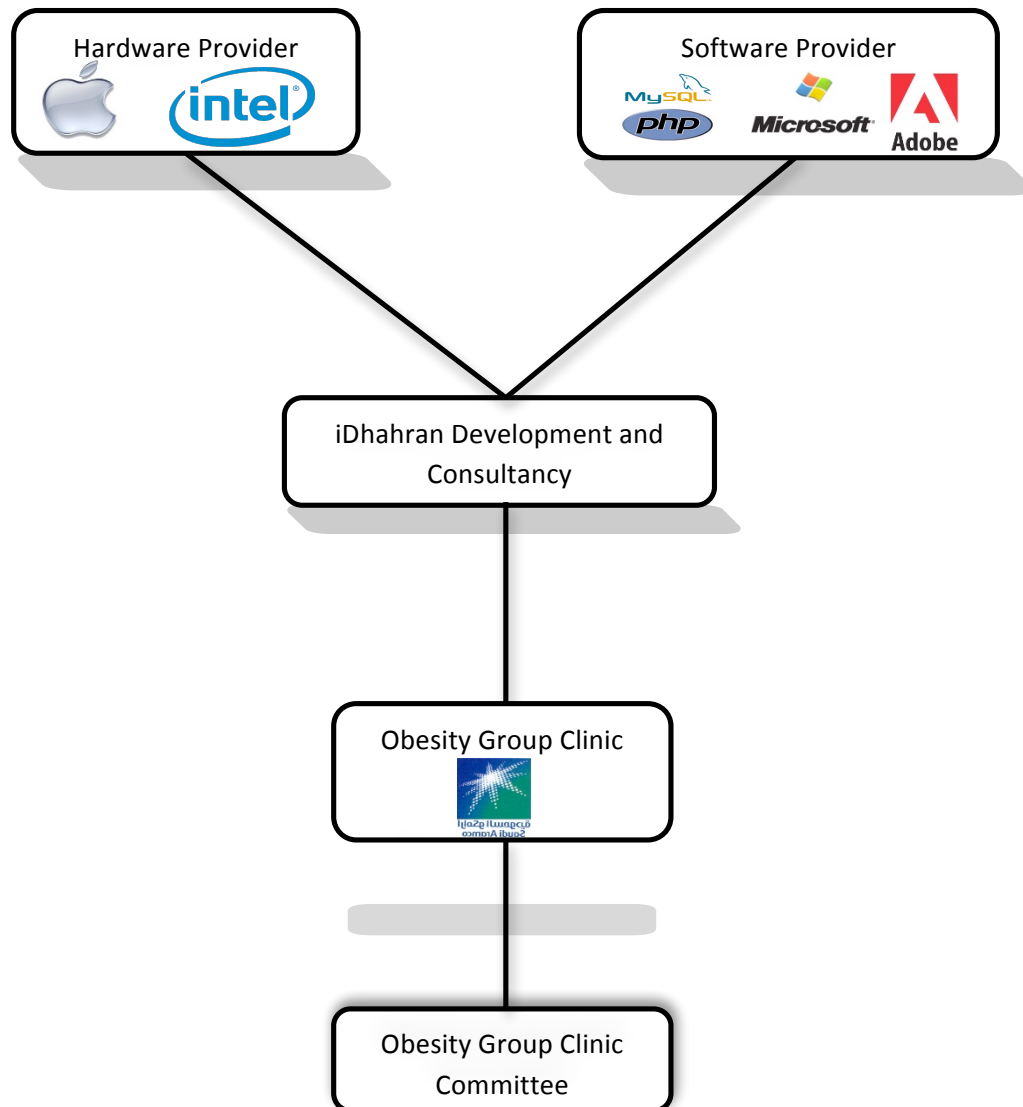 Hardware Provider
intel
Software Provider
MySQL
php
Microsoft
Adobe
iDhahran Development and
Consultancy
Obesity Group Clinic
Saudi Aramco
Obesity Group Clinic
Committee